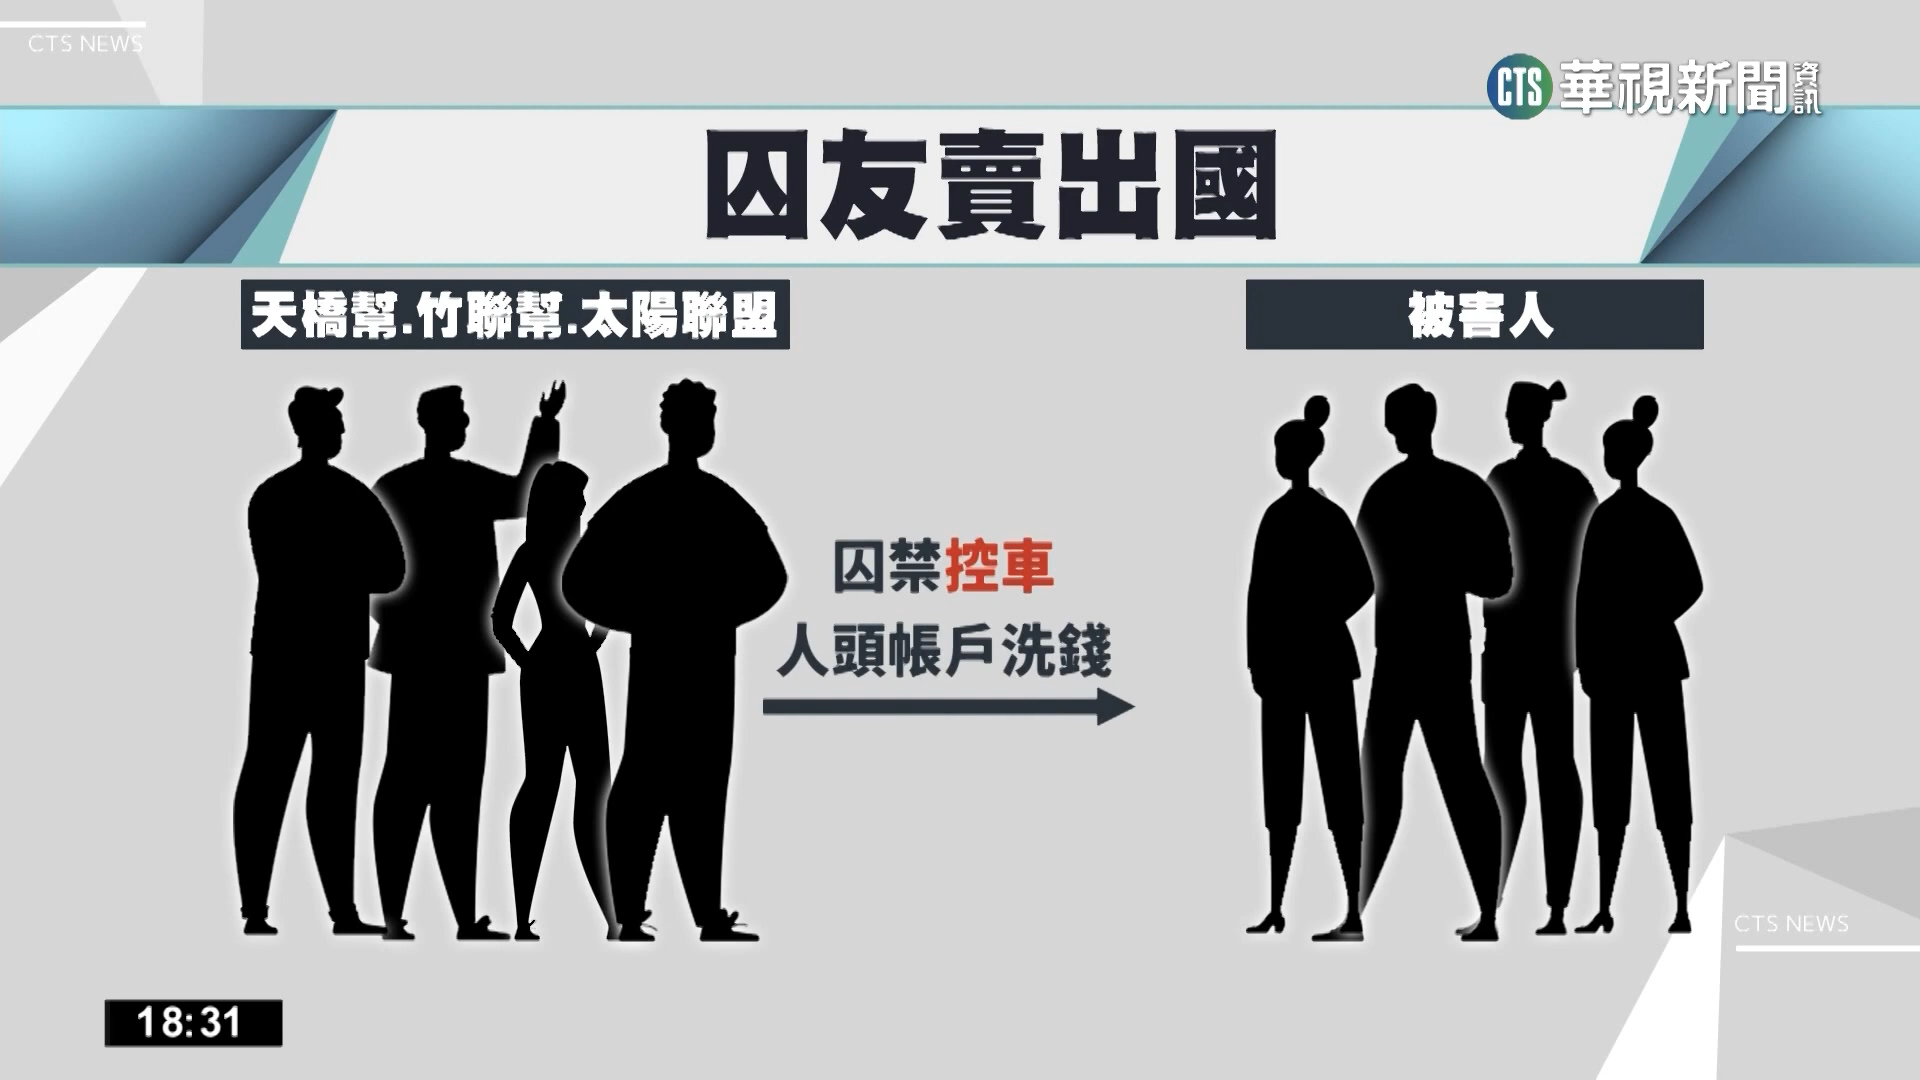 CTS NEWS
CTS 華視新聞資訊
囚友賣出國
天橋幫.竹聯幫.太陽聯盟
被害人
囚禁控車
人頭帳戶洗錢
CTS NEWS
18:31